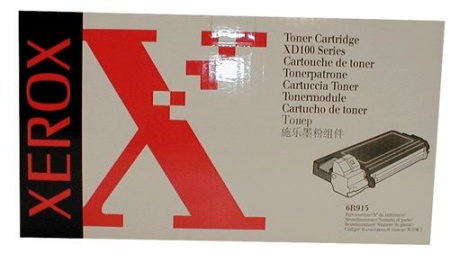 XEROX
Toner Cartridge
XD100 Series
Cartouche de toner
Tonerpatrone
Cartuccia Toner
Tonermodule
Cartucho de toner
Тонер
施乐墨粉组件
6R915